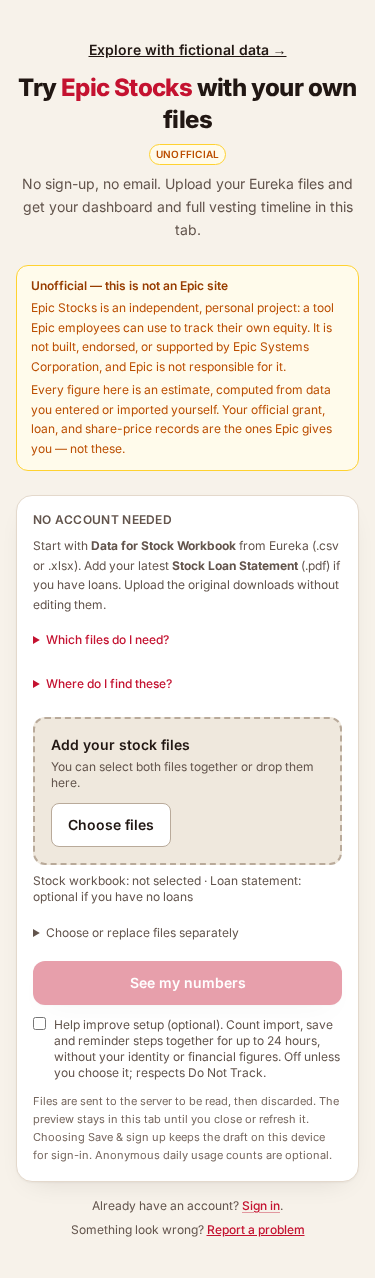 Explore with fictional data →
Try Epic Stocks with your own
files
UNOFFICIAL
No sign-up, no email. Upload your Eureka files and
get your dashboard and full vesting timeline in this
tab.
Unofficial — this is not an Epic site
Epic Stocks is an independent, personal project: a tool
Epic employees can use to track their own equity. It is
not built, endorsed, or supported by Epic Systems
Corporation, and Epic is not responsible for it.
Every figure here is an estimate, computed from data
you entered or imported yourself. Your official grant,
loan, and share-price records are the ones Epic gives
you — not these.
NO ACCOUNT NEEDED
Start with Data for Stock Workbook from Eureka (.csv
or .xlsx). Add your latest Stock Loan Statement (.pdf) if
you have loans. Upload the original downloads without
editing them.
▶ Which files do I need?
▶ Where do I find these?
Add your stock files
You can select both files together or drop them
here.
Choose files
Stock workbook: not selected · Loan statement:
optional if you have no loans
▶ Choose or replace files separately
See my numbers
Help improve setup (optional). Count import, save
and reminder steps together for up to 24 hours,
without your identity or financial figures. Off unless
you choose it; respects Do Not Track.
Files are sent to the server to be read, then discarded. The
preview stays in this tab until you close or refresh it.
Choosing Save & sign up keeps the draft on this device
for sign-in. Anonymous daily usage counts are optional.
Already have an account? Sign in.
Something look wrong? Report a problem